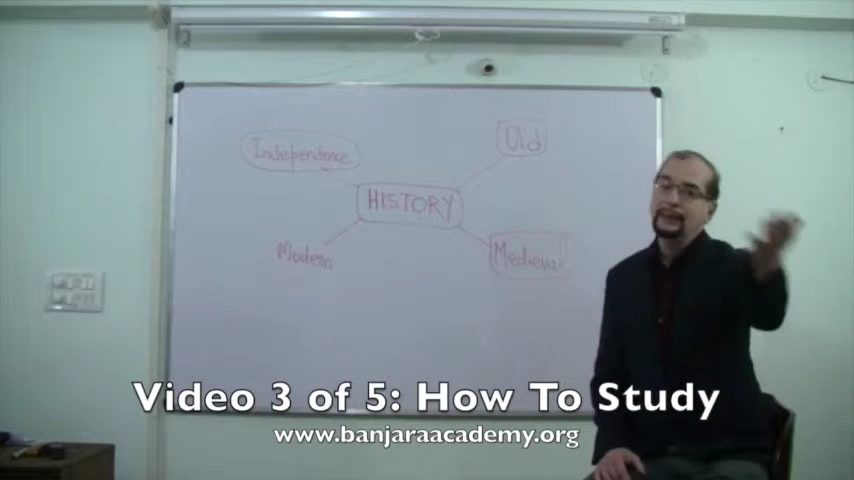 Independence
Old
HISTORY
Modern
Medieval
Video 3 of 5: How To Study
www.banjaraacademy.org